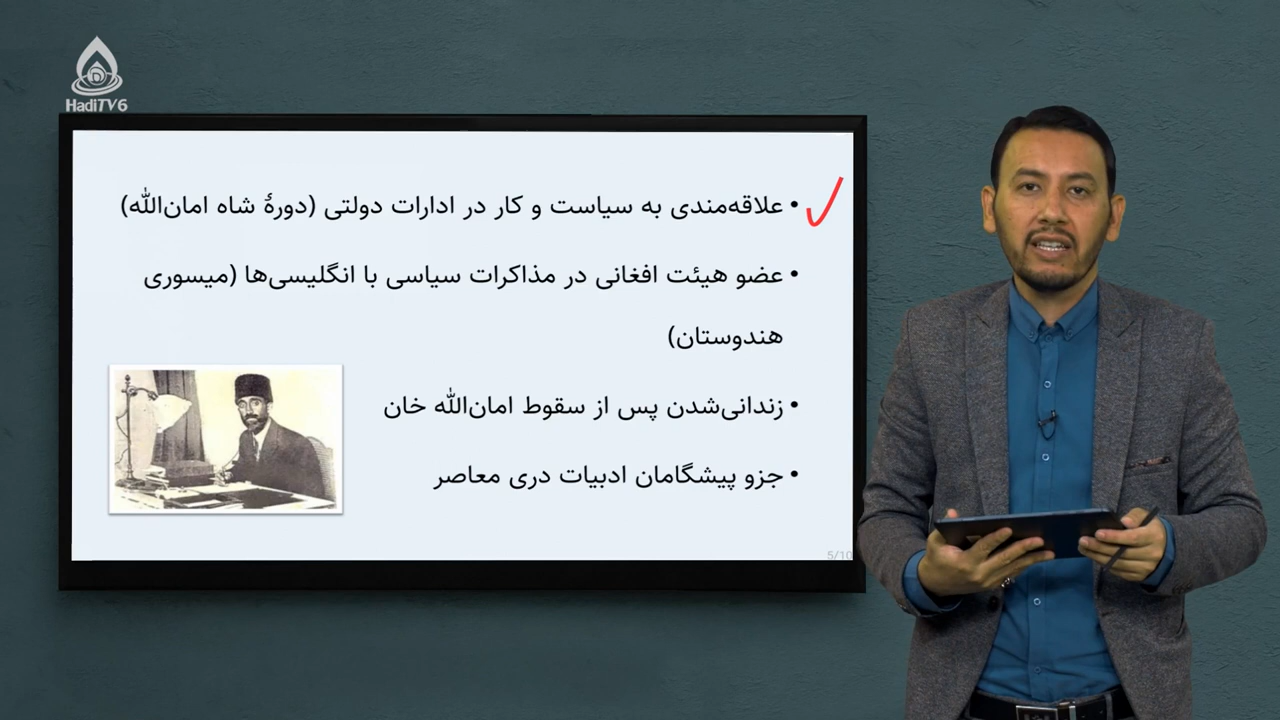 HadiTV6
• علاقه‌مندی به سیاست و کار در ادارات دولتی (دورهٔ شاه امان‌الله)
• عضو هیئت افغانی در مذاکرات سیاسی با انگلیسی‌ها (میسوری
هندوستان)
• زندانی‌شدن پس از سقوط امان‌الله خان
• جزو پیشگامان ادبیات دری معاصر
5/10